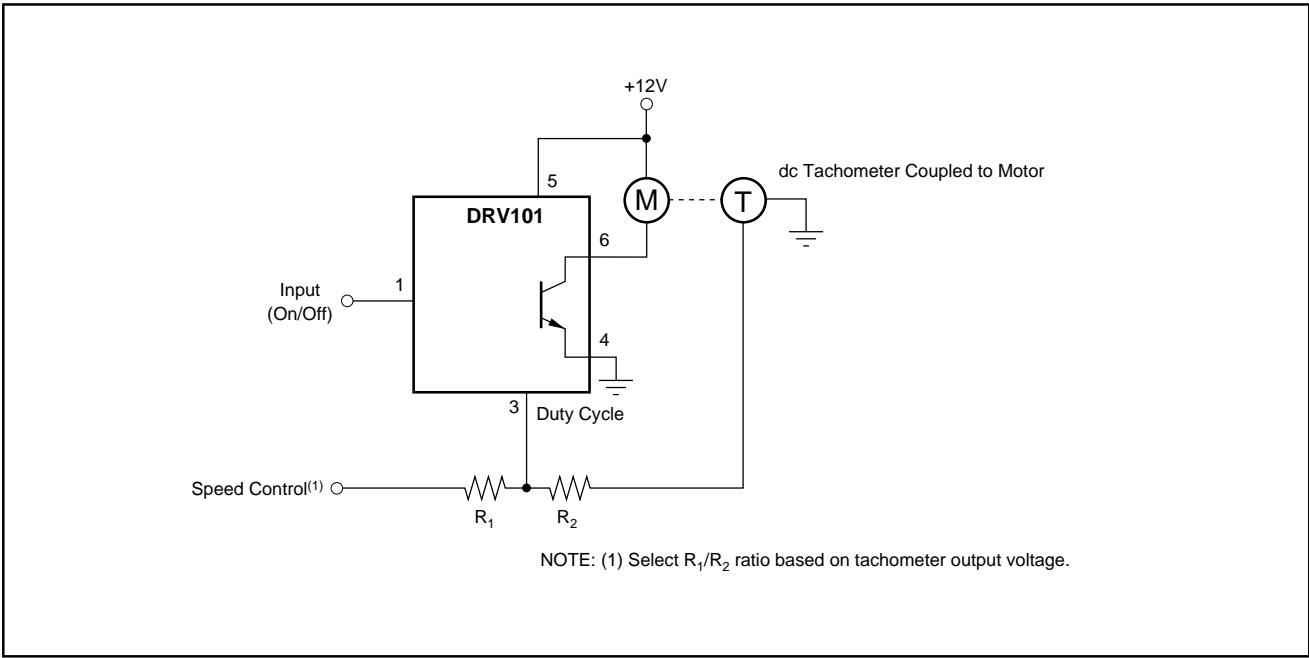 +12V
dc Tachometer Coupled to Motor
5
M
T
DRV101
6
Input
(On/Off)
1
4
3
Duty Cycle
Speed Control(1)
R1
R2
NOTE: (1) Select R1/R2 ratio based on tachometer output voltage.